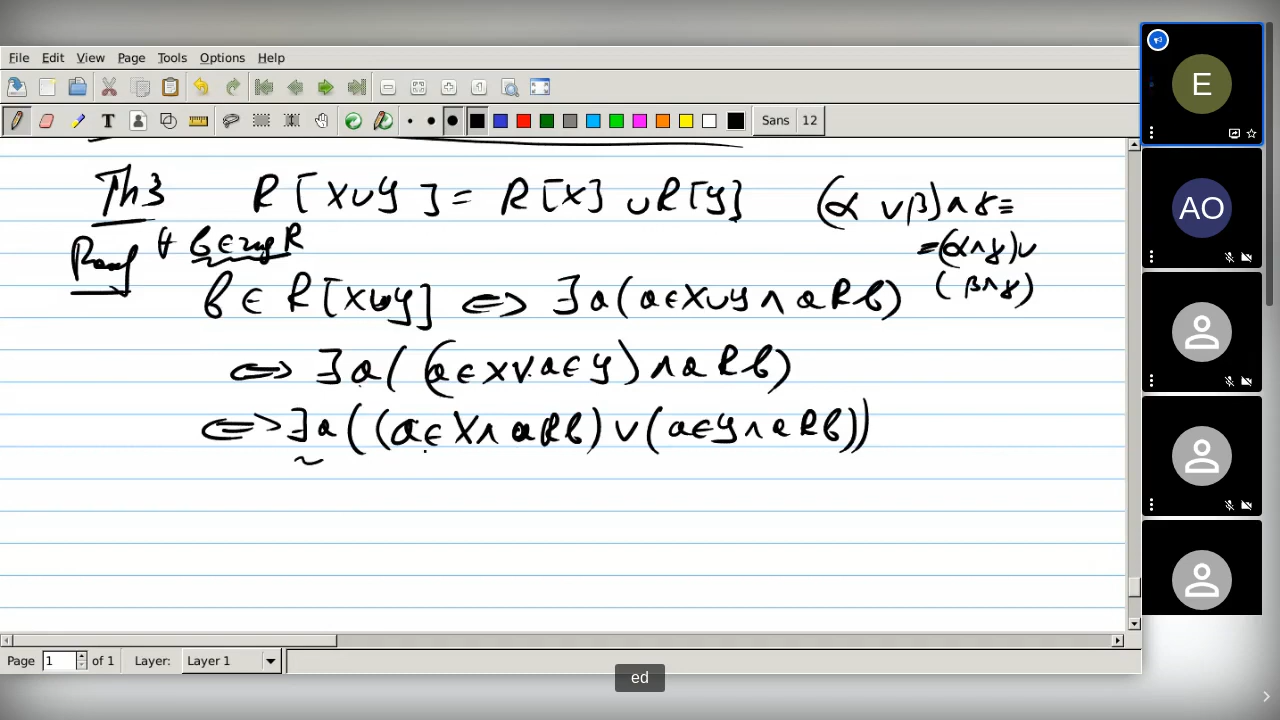 File Edit View Page Tools Options Help
Sans 12
E
AO
Th3 R[X∪Y] = R[X] ∪ R[Y] (α ∨ β) ∧ γ ≡
≡ (α∧γ) ∨
(β∧γ)
Proof ∀ b ∈ rng R
b ∈ R[X∪Y] ⟺ ∃a(a∈X∪Y ∧ aRb)
⟺ ∃a((a∈X ∨ a∈Y) ∧ aRb)
⟺ ∃a((a∈X ∧ aRb) ∨ (a∈Y ∧ aRb))
Page 1 of 1 Layer: Layer 1
ed